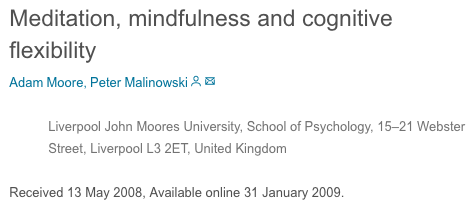 Meditation, mindfulness and cognitive
flexibility
Adam Moore, Peter Malinowski
Liverpool John Moores University, School of Psychology, 15–21 Webster
Street, Liverpool L3 2ET, United Kingdom
Received 13 May 2008, Available online 31 January 2009.